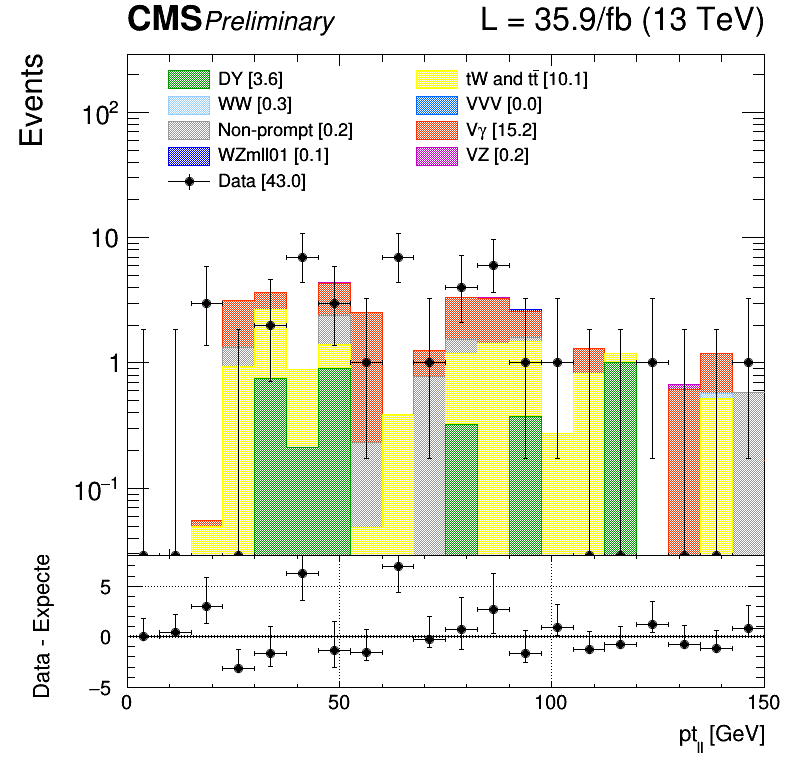 CMS Preliminary L = 35.9/fb (13 TeV)
Events
DY [3.6] tW and tt̄ [10.1]
WW [0.3] VVV [0.0]
Non-prompt [0.2] Vγ [15.2]
WZmll01 [0.1] VZ [0.2]
Data [43.0]
10²
10
1
10⁻¹
Data - Expecte
5
0
−5
0 50 100 150
pt_ll [GeV]